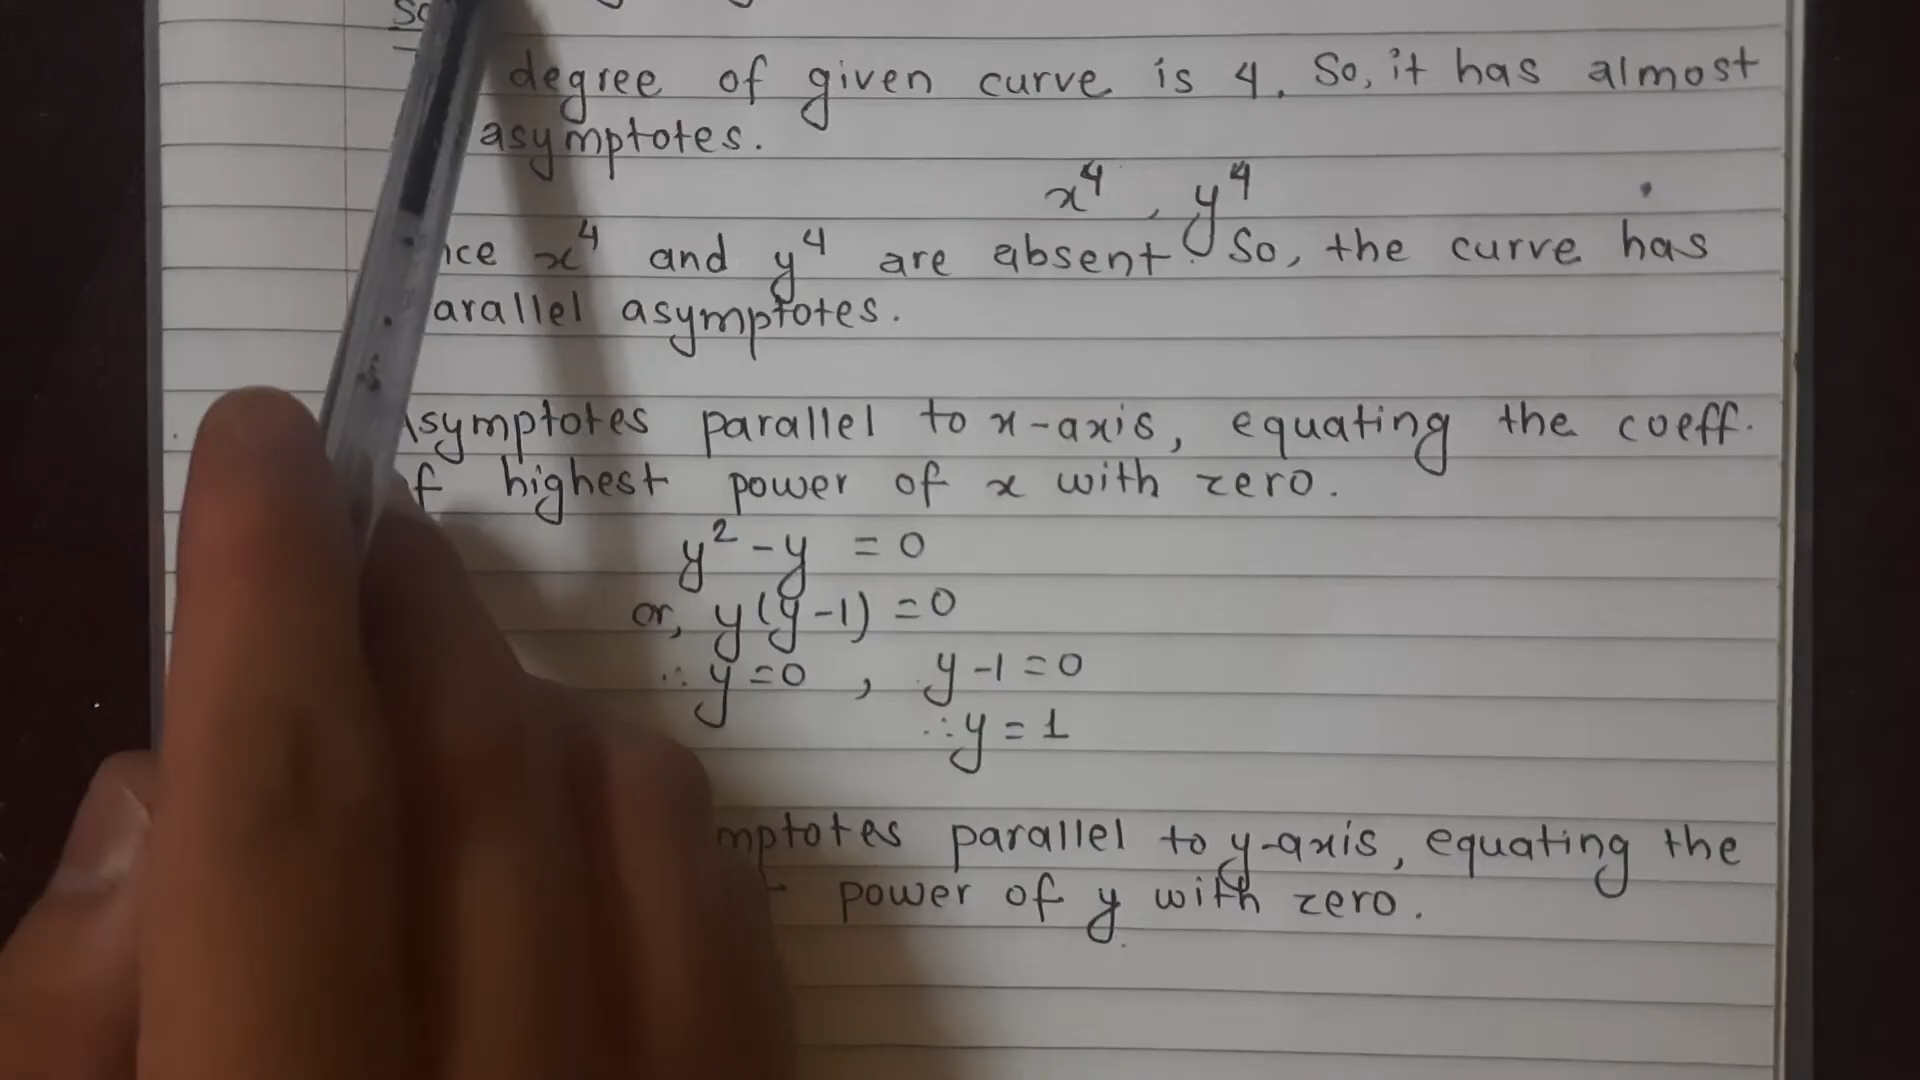 degree of given curve is 4. So, it has almost
asymptotes.
x⁴, y⁴
x⁴ and y⁴ are absent. So, the curve has
arallel asymptotes.
symptotes parallel to x-axis, equating the coeff.
f highest power of x with zero.
y² - y = 0
or, y(y-1) = 0
∴ y = 0 , y - 1 = 0
∴ y = 1
mptotes parallel to y-axis, equating the
power of y with zero.